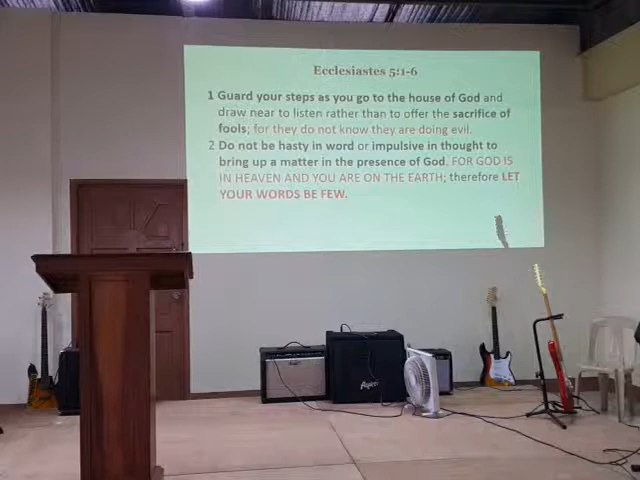 Ecclesiastes 5:1-6
1 Guard your steps as you go to the house of God and
draw near to listen rather than to offer the sacrifice of
fools; for they do not know they are doing evil.
2 Do not be hasty in word or impulsive in thought to
bring up a matter in the presence of God. FOR GOD IS
IN HEAVEN AND YOU ARE ON THE EARTH; therefore LET
YOUR WORDS BE FEW.